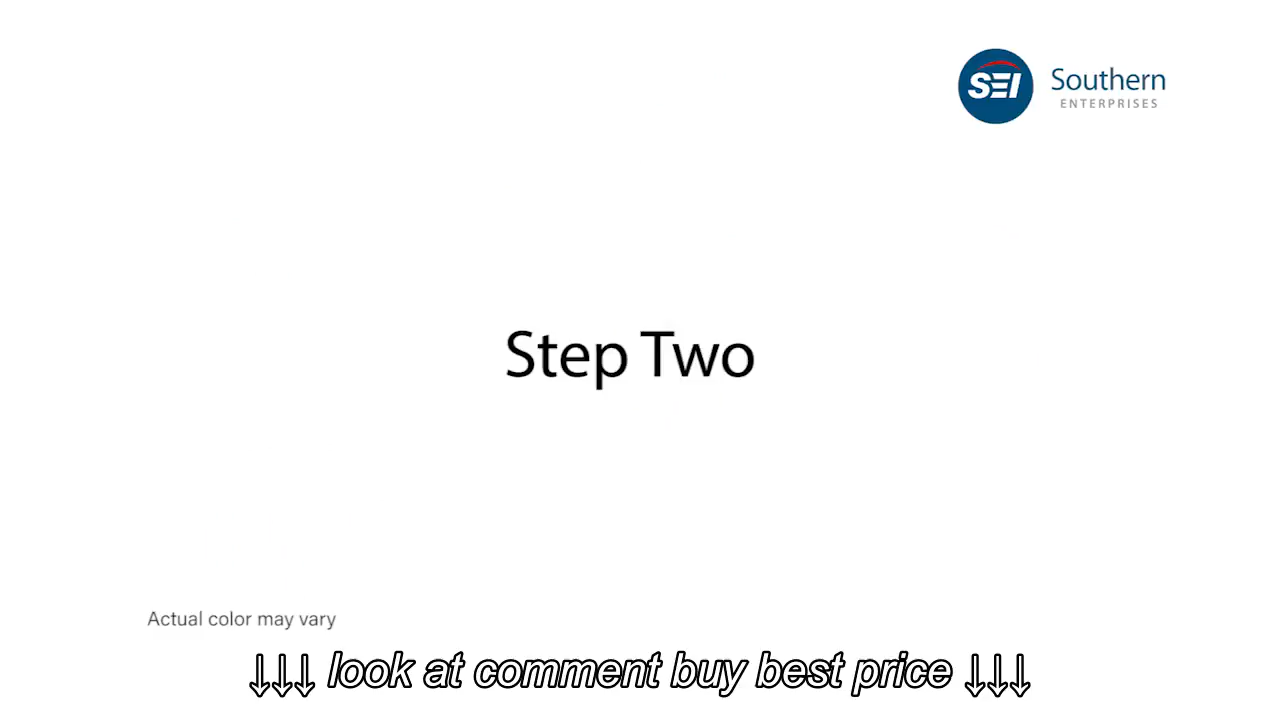 SEI Southern
ENTERPRISES
Step Two
Actual color may vary
↓↓↓ look at comment buy best price ↓↓↓